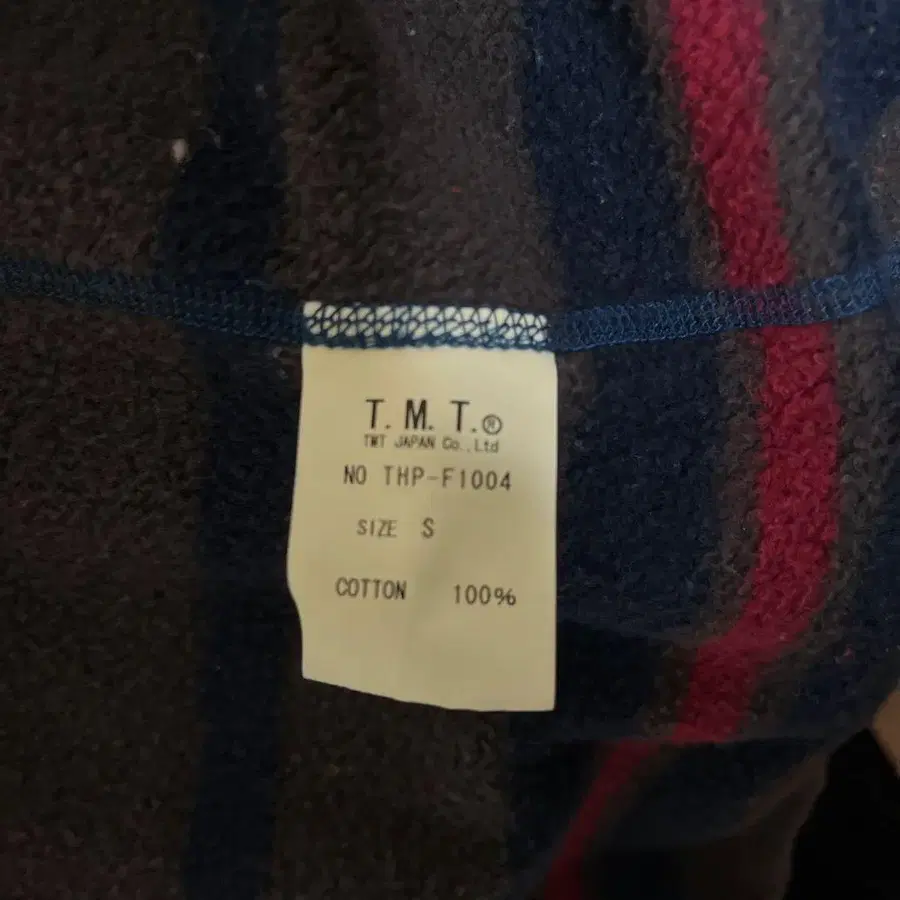 T. M. T.®
TMT JAPAN Co.,Ltd
NO THP-F1004
SIZE S
COTTON 100%